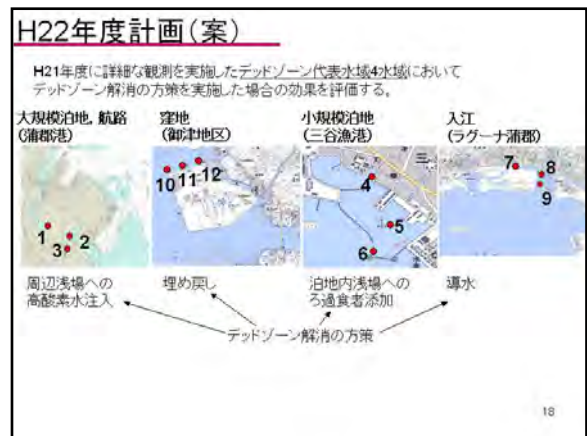 H22年度計画(案)
H21年度に詳細な観測を実施したデッドゾーン代表水域4水域において
デッドゾーン解消の方策を実施した場合の効果を評価する。
大規模泊地, 航路
(蒲郡港)
窪地
(御津地区)
小規模泊地
(三谷漁港)
入江
(ラグーナ蒲郡)
1
2
3
10
11
12
4
5
6
7
8
9
周辺浅場への
高酸素水注入
埋め戻し
泊地内浅場への
ろ過食者添加
導水
デッドゾーン解消の方策
18